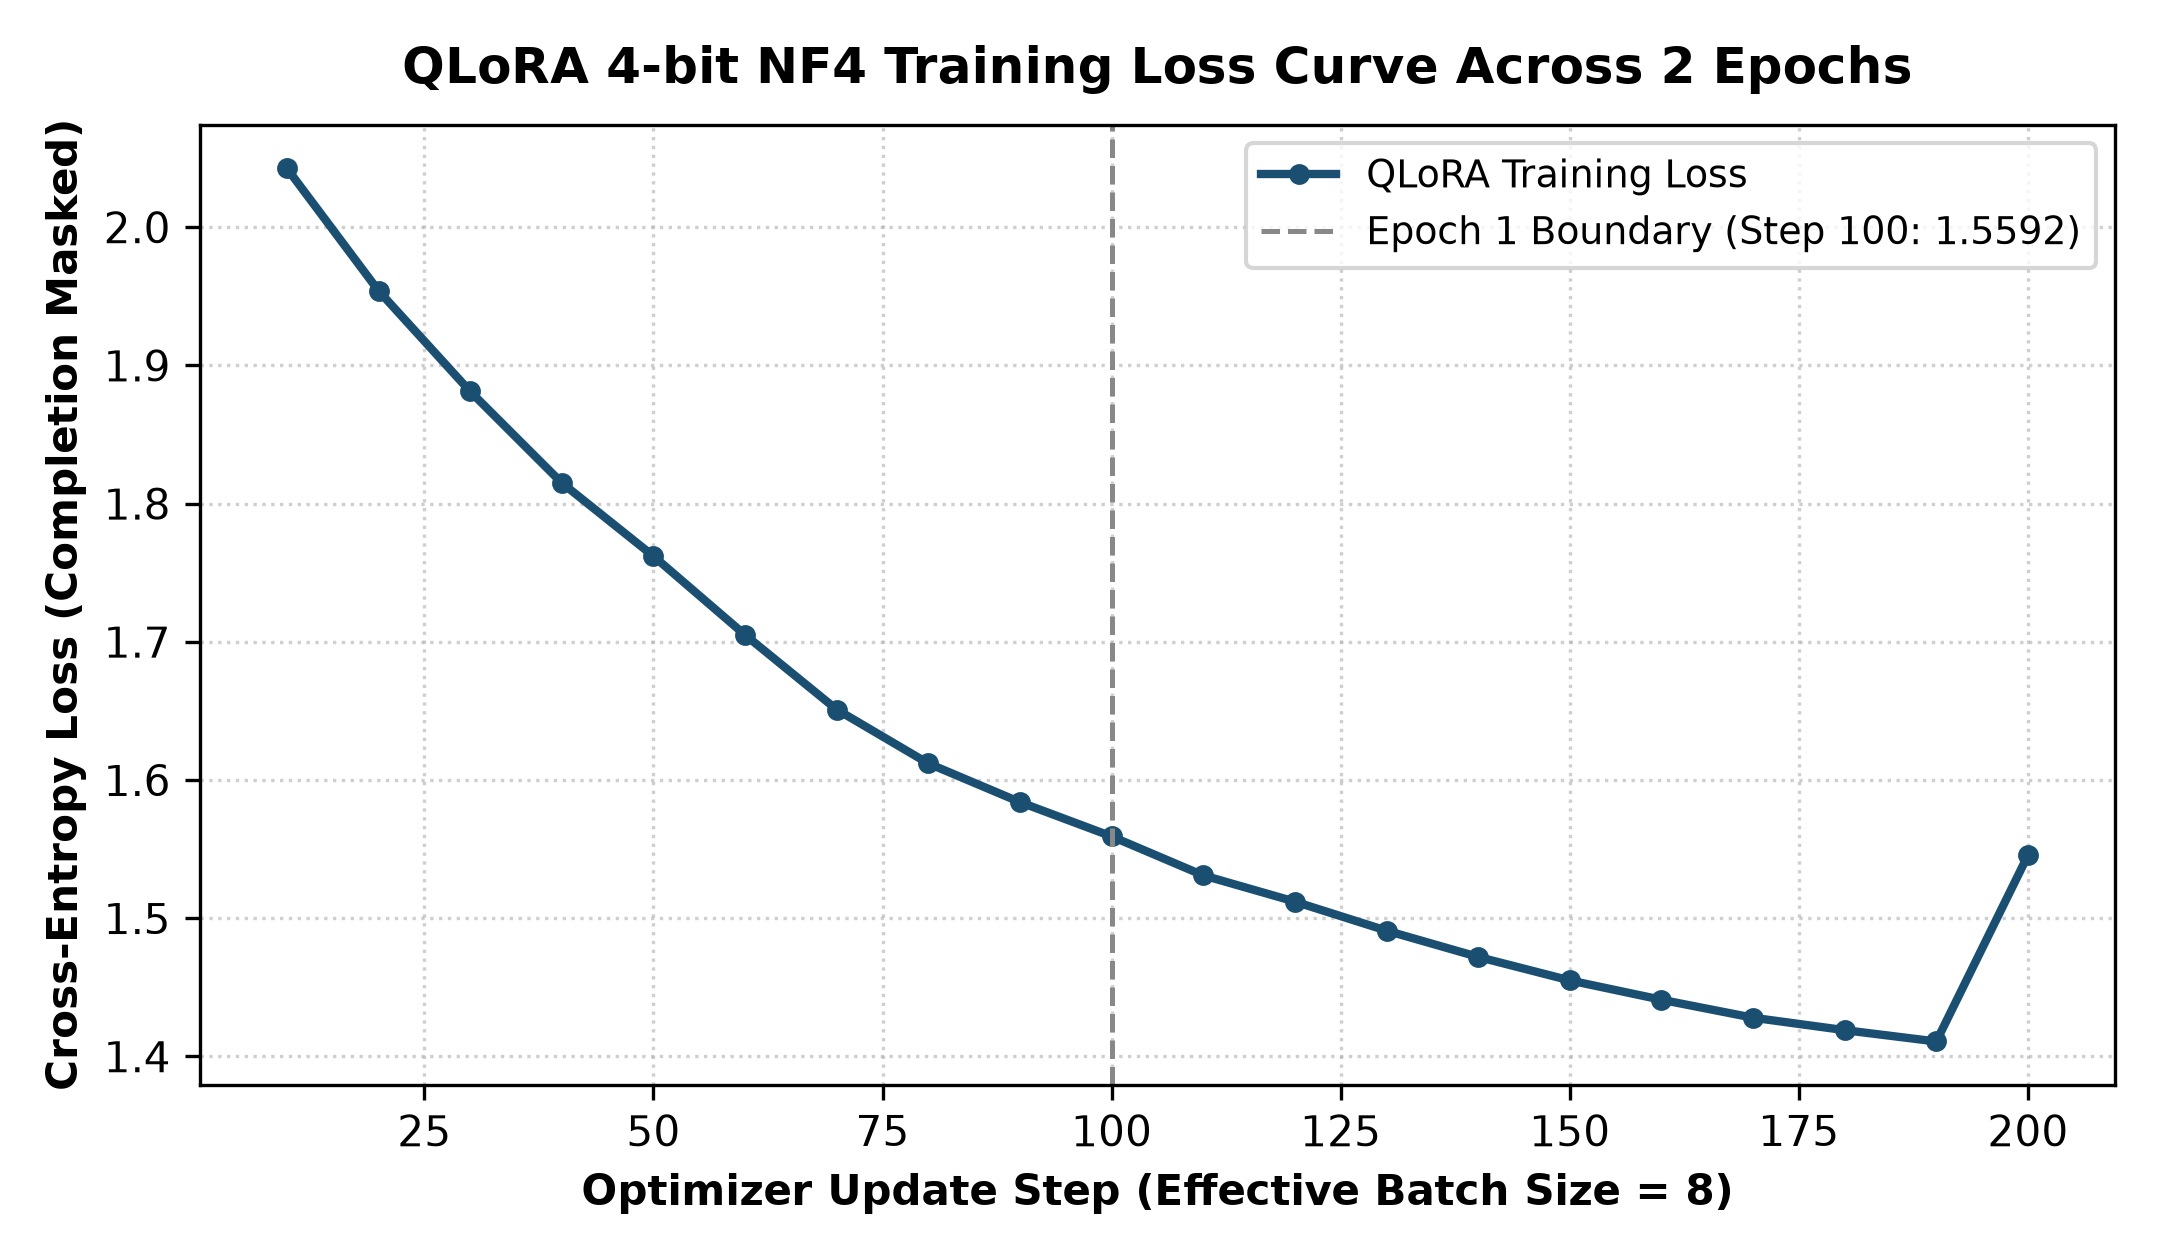 QLoRA 4-bit NF4 Training Loss Curve Across 2 Epochs
Cross-Entropy Loss (Completion Masked)
2.0
1.9
1.8
1.7
1.6
1.5
1.4
QLoRA Training Loss
Epoch 1 Boundary (Step 100: 1.5592)
25 50 75 100 125 150 175 200
Optimizer Update Step (Effective Batch Size = 8)